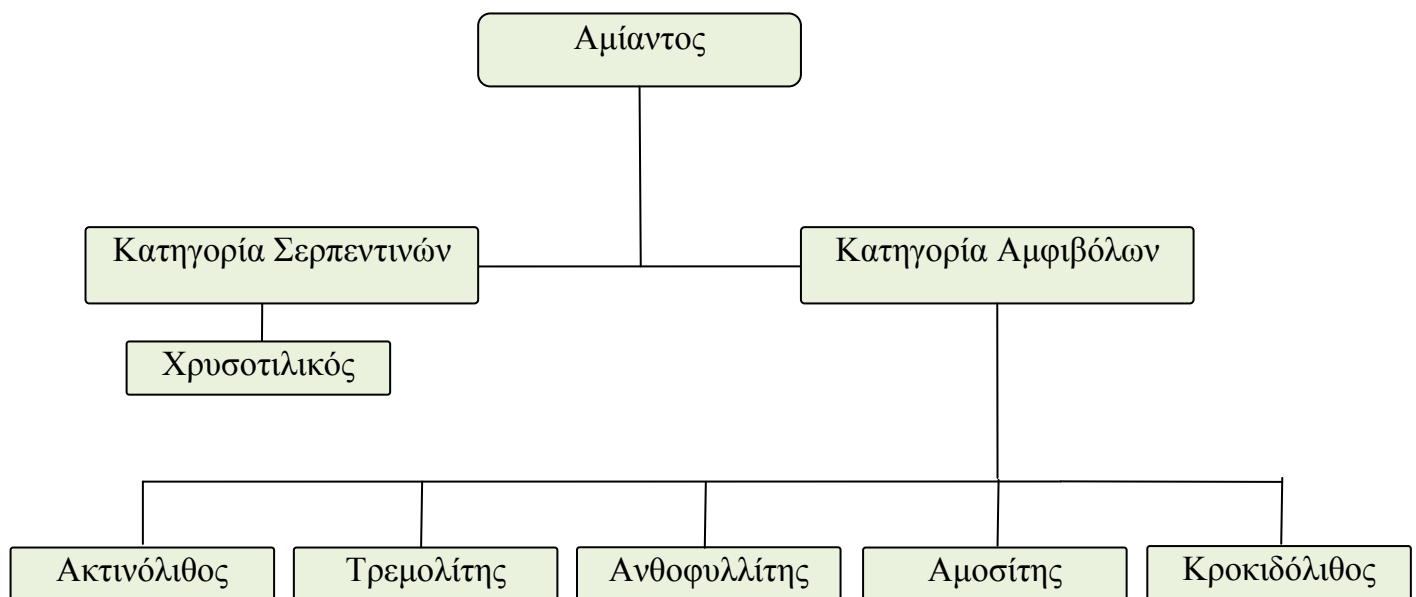 Αμίαντος
Κατηγορία Σερπεντινών
Κατηγορία Αμφιβόλων
Χρυσοτιλικός
Ακτινόλιθος
Τρεμολίτης
Ανθοφυλλίτης
Αμοσίτης
Κροκιδόλιθος